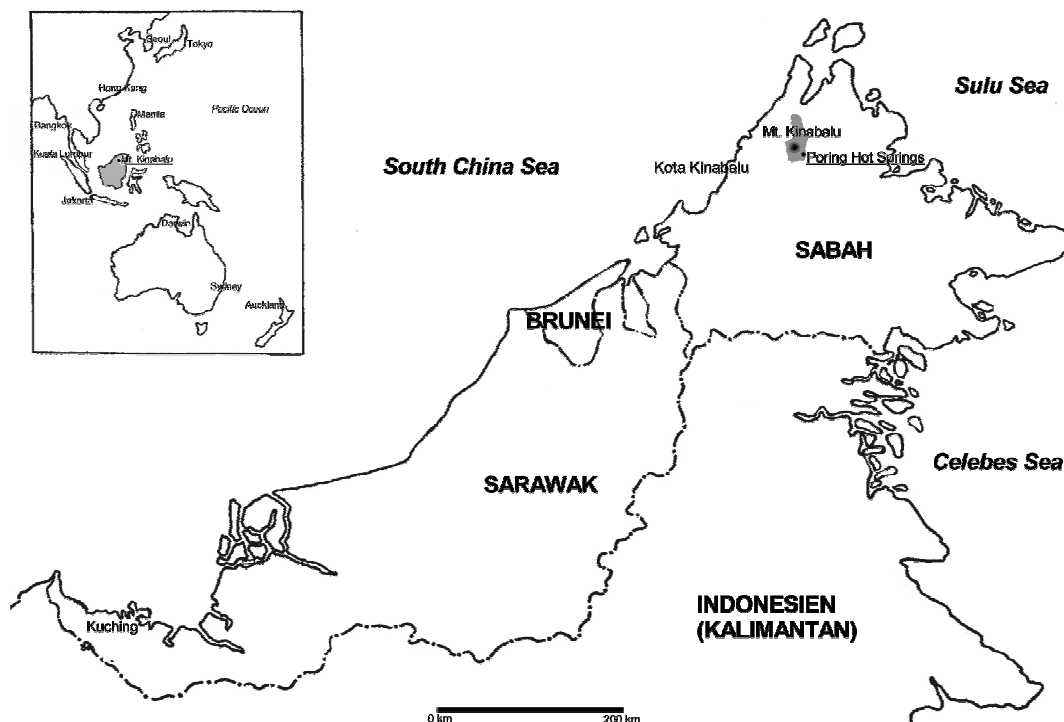 Seoul
Tokyo
Hong Kong
Pacific Ocean
Manila
Bangkok
Kuala Lumpur
Mt. Kinabalu
Jakarta
Darwin
Sydney
Auckland
Sulu Sea
South China Sea
Mt. Kinabalu
Poring Hot Springs
Kota Kinabalu
SABAH
BRUNEI
Celebes Sea
SARAWAK
INDONESIEN
(KALIMANTAN)
Kuching
0 km
200 km